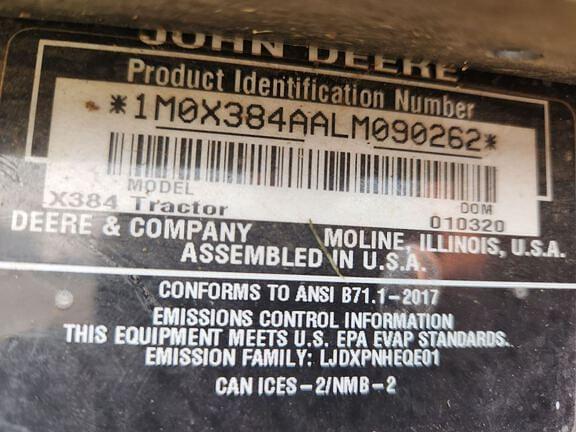 JOHN DEERE
Product Identification Number
*1M0X384AALM090262*
MODEL DOM
X384 Tractor 010320
DEERE & COMPANY MOLINE, ILLINOIS, U.S.A.
ASSEMBLED IN U.S.A.
CONFORMS TO ANSI B71.1-2017
EMISSIONS CONTROL INFORMATION
THIS EQUIPMENT MEETS U.S. EPA EVAP STANDARDS.
EMISSION FAMILY: LJDXPNHEQE01
CAN ICES-2/NMB-2